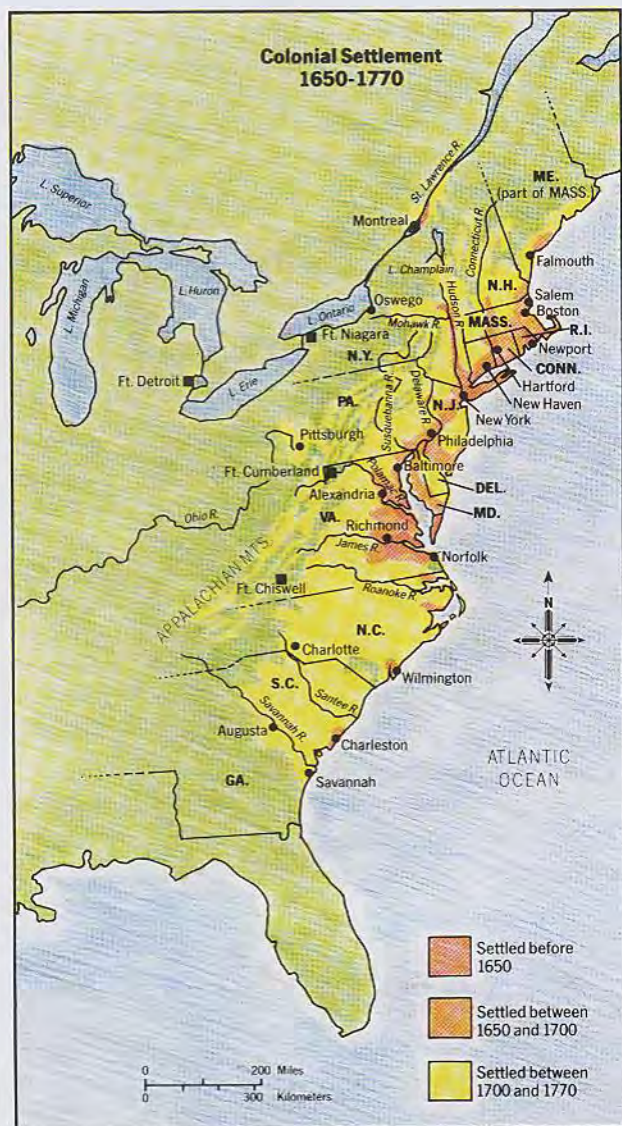 Colonial Settlement
1650-1770
L. Superior
L. Michigan
L. Huron
St. Lawrence R.
ME.
(part of MASS.)
Montreal
Connecticut R.
L. Champlain
Falmouth
N.H.
L. Ontario
Oswego
Hudson R.
Salem
Boston
Mohawk R.
MASS.
R.I.
Ft. Niagara
N.Y.
Newport
CONN.
Ft. Detroit
L. Erie
Hartford
New Haven
PA.
Susquebanna R.
Delaware R.
N.J.
New York
Pittsburgh
Philadelphia
Ft. Cumberland
Baltimore
Potomac
Alexandria
DEL.
MD.
Ohio R.
VA.
Richmond
James R.
Norfolk
APPALACHIAN MTS.
Ft. Chiswell
Roanoke R.
N
N.C.
Charlotte
Wilmington
S.C.
Santee R.
Savannah R.
Augusta
Charleston
ATLANTIC
OCEAN
GA.
Savannah
Settled before
1650
Settled between
1650 and 1700
Settled between
1700 and 1770
0 200 Miles
0 300 Kilometers